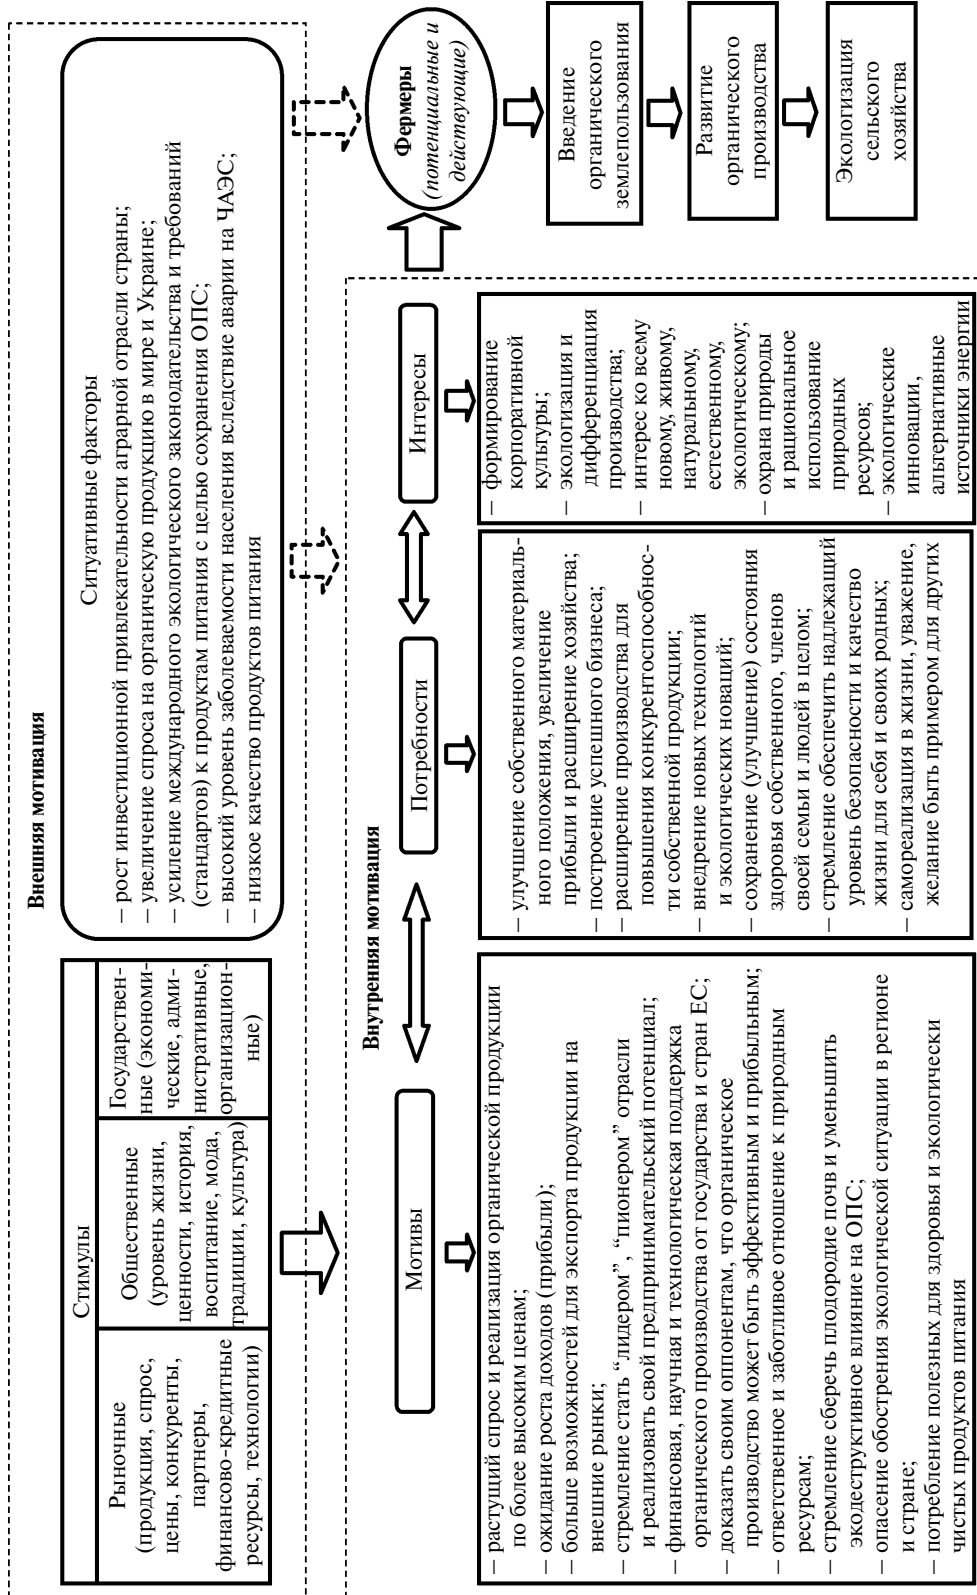 Внешняя мотивация
Стимулы
Рыночные
(продукция, спрос,
цены, конкуренты,
партнеры,
финансово-кредитные
ресурсы, технологии)
Общественные
(уровень жизни,
ценности, история,
воспитание, мода,
традиции, культура)
Государствен-
ные (экономи-
ческие, адми-
нистративные,
организацион-
ные)
Ситуативные факторы
– рост инвестиционной привлекательности аграрной отрасли страны;
– увеличение спроса на органическую продукцию в мире и Украине;
– усиление международного экологического законодательства и требований
(стандартов) к продуктам питания с целью сохранения ОПС;
– высокий уровень заболеваемости населения вследствие аварии на ЧАЭС;
– низкое качество продуктов питания
Внутренняя мотивация
Мотивы
Потребности
Интересы
– растущий спрос и реализация органической продукции
по более высоким ценам;
– ожидание роста доходов (прибыли);
– больше возможностей для экспорта продукции на
внешние рынки;
– стремление стать “лидером”, “пионером” отрасли
и реализовать свой предпринимательский потенциал;
– финансовая, научная и технологическая поддержка
органического производства от государства и стран ЕС;
– доказать своим оппонентам, что органическое
производство может быть эффективным и прибыльным;
– ответственное и заботливое отношение к природным
ресурсам;
– стремление сберечь плодородие почв и уменьшить
экодеструктивное влияние на ОПС;
– опасение обострения экологической ситуации в регионе
и стране;
– потребление полезных для здоровья и экологически
чистых продуктов питания
– улучшение собственного материаль-
ного положения, увеличение
прибыли и расширение хозяйства;
– построение успешного бизнеса;
– расширение производства для
повышения конкурентоспособнос-
ти собственной продукции;
– внедрение новых технологий
и экологических новаций;
– сохранение (улучшение) состояния
здоровья собственного, членов
своей семьи и людей в целом;
– стремление обеспечить надлежащий
уровень безопасности и качество
жизни для себя и своих родных;
– самореализация в жизни, уважение,
желание быть примером для других
– формирование
корпоративной
культуры;
– экологизация и
дифференциация
производства;
– интерес ко всему
новому, живому,
натуральному,
естественному,
экологическому;
– охрана природы
и рациональное
использование
природных
ресурсов;
– экологические
инновации,
альтернативные
источники энергии
Фермеры
(потенциальные и
действующие)
Введение
органического
землепользования
Развитие
органического
производства
Экологизация
сельского
хозяйства